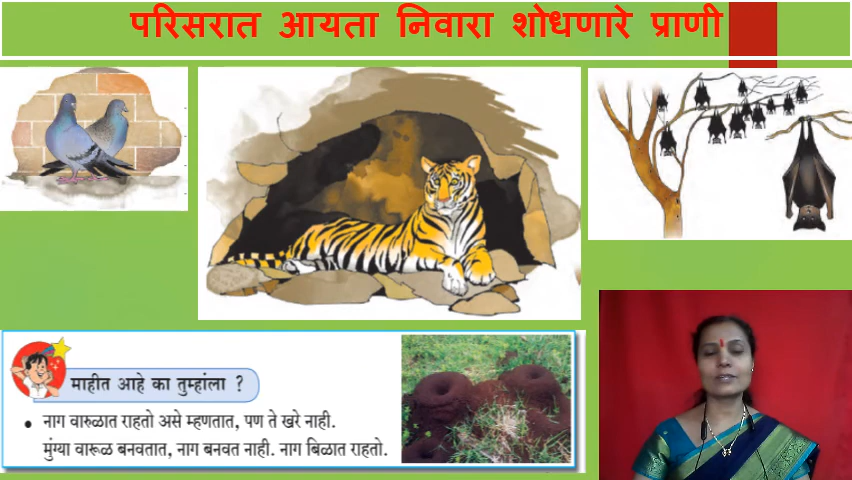 परिसरात आयता निवारा शोधणारे प्राणी
माहीत आहे का तुम्हांला ?
• नाग वारुळात राहतो असे म्हणतात, पण ते खरे नाही.
मुंग्या वारूळ बनवतात, नाग बनवत नाही. नाग बिळात राहतो.